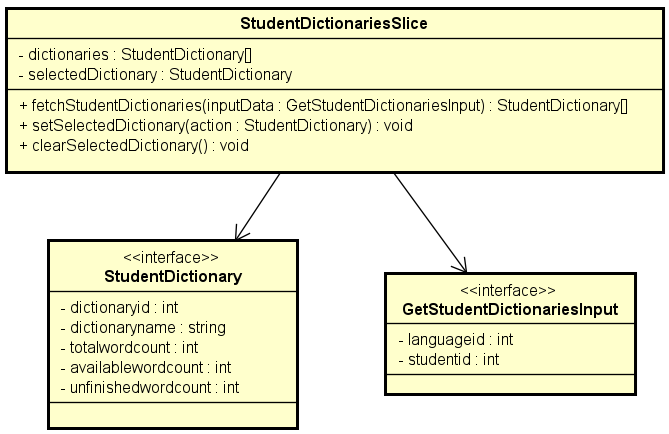 StudentDictionariesSlice
- dictionaries : StudentDictionary[]
- selectedDictionary : StudentDictionary
+ fetchStudentDictionaries(inputData : GetStudentDictionariesInput) : StudentDictionary[]
+ setSelectedDictionary(action : StudentDictionary) : void
+ clearSelectedDictionary() : void
<<interface>>
StudentDictionary
- dictionaryid : int
- dictionaryname : string
- totalwordcount : int
- availablewordcount : int
- unfinishedwordcount : int
<<interface>>
GetStudentDictionariesInput
- languageid : int
- studentid : int